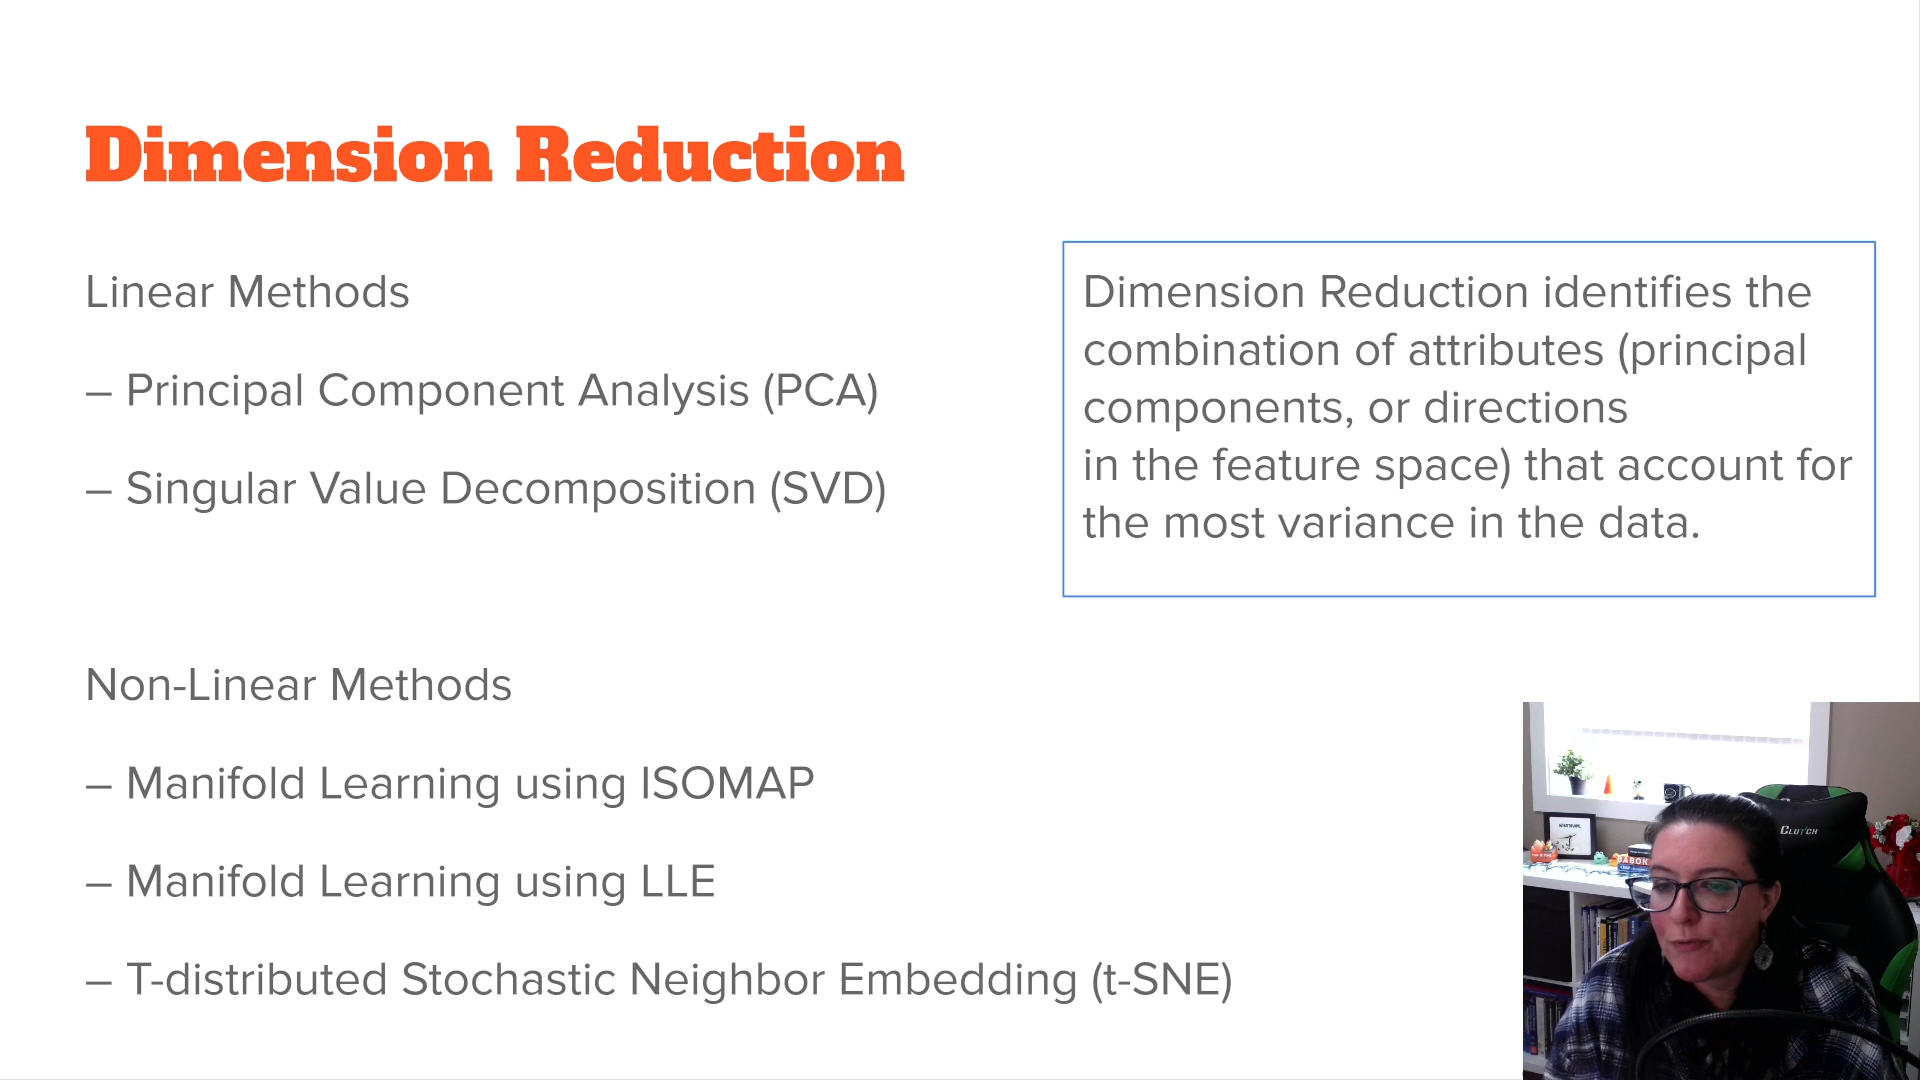 Dimension Reduction
Linear Methods
– Principal Component Analysis (PCA)
– Singular Value Decomposition (SVD)
Dimension Reduction identifies the
combination of attributes (principal
components, or directions
in the feature space) that account for
the most variance in the data.
Non-Linear Methods
– Manifold Learning using ISOMAP
– Manifold Learning using LLE
– T-distributed Stochastic Neighbor Embedding (t-SNE)
CLUTCH
BABOK